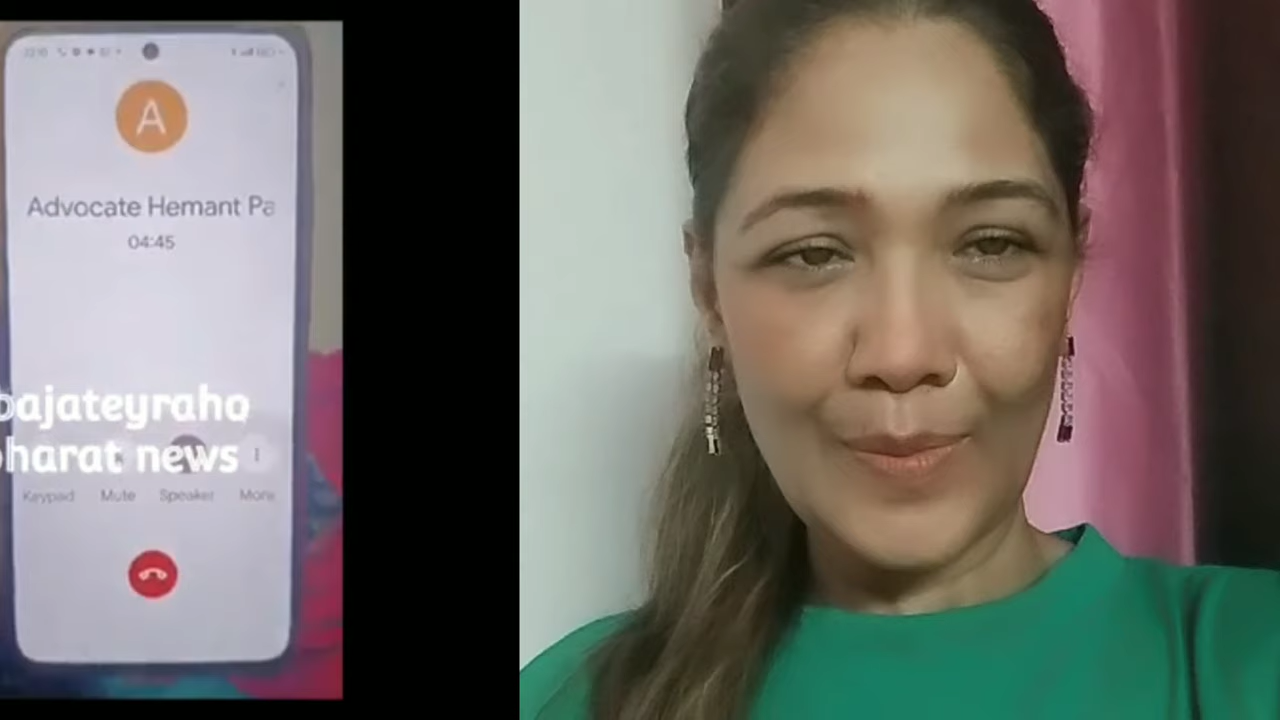 A
Advocate Hemant Pa
04:45
bajateyraho
bharat news
Keypad Mute Speaker More